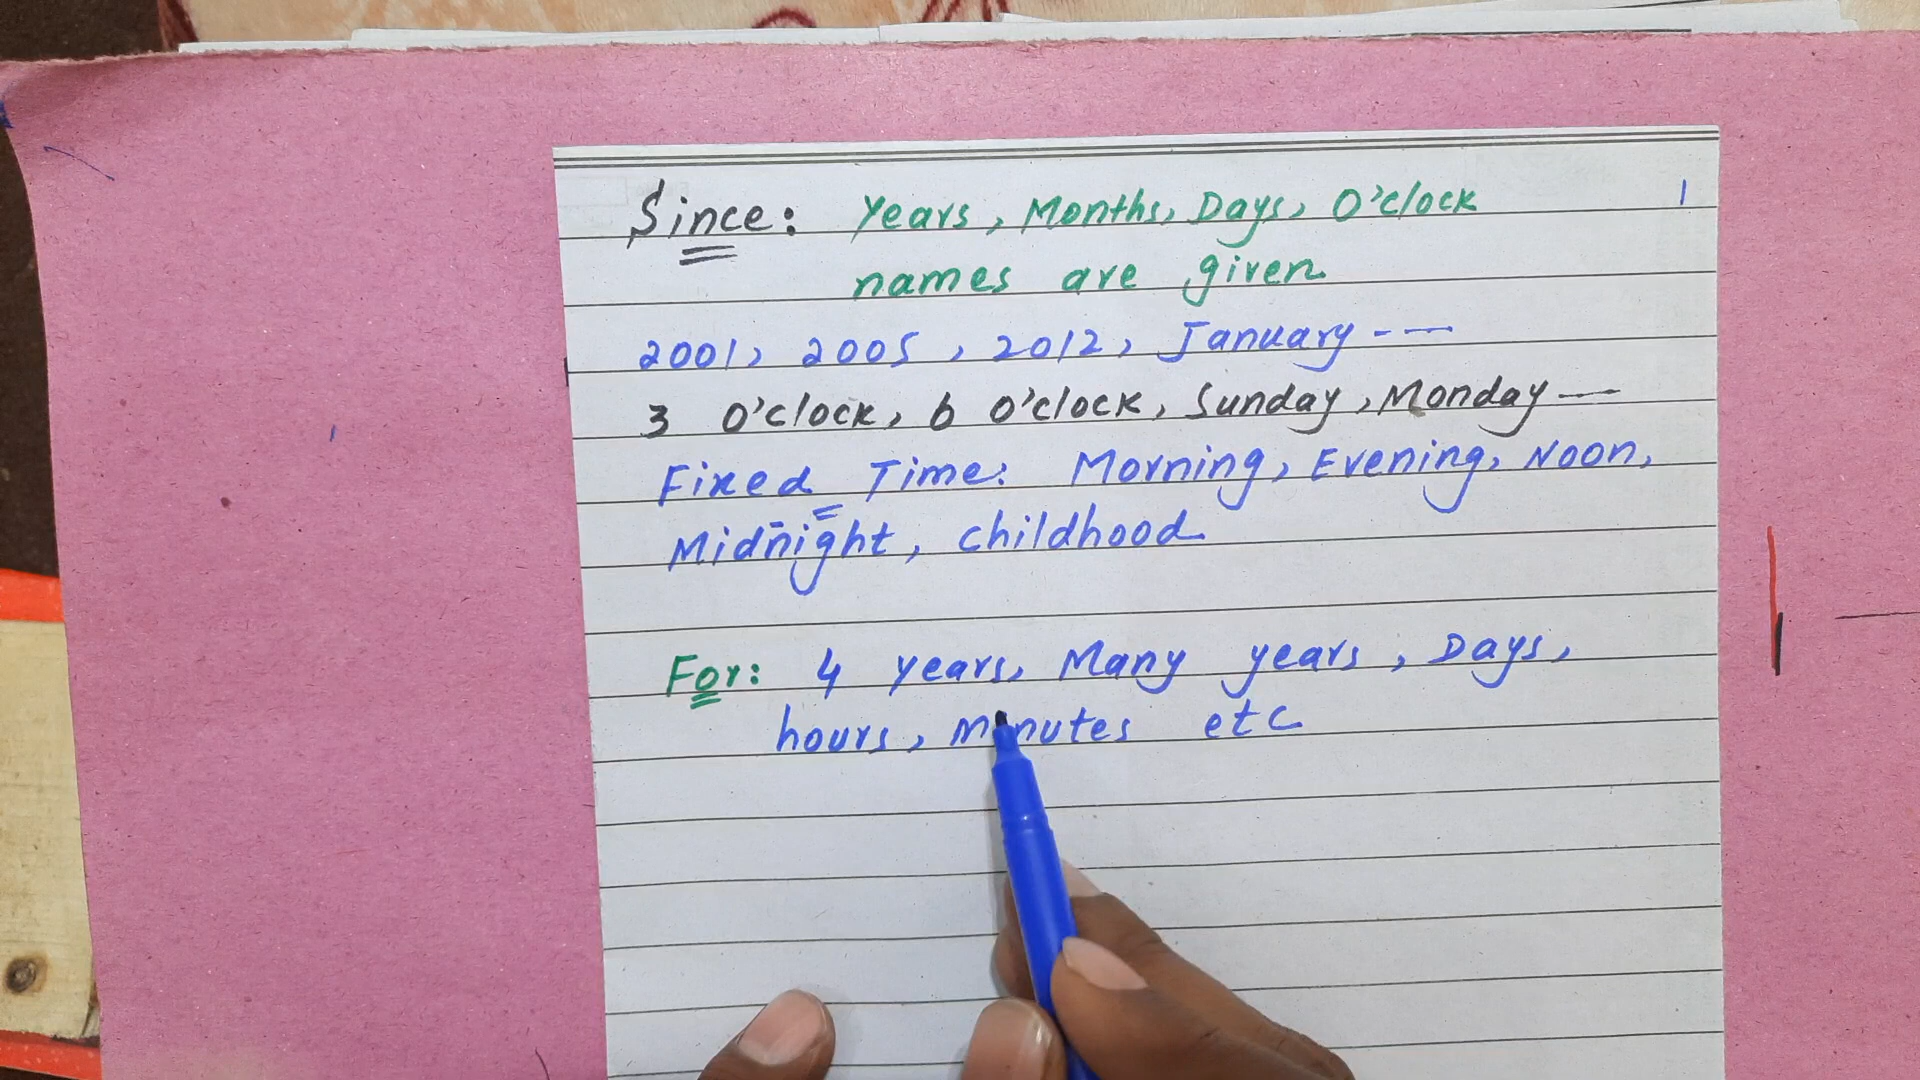 Since: Years, Months, Days, O'clock
names are given
2001, 2005, 2012, January ---
3 O'clock, 6 O'clock, Sunday, Monday ---
Fixed Time: Morning, Evening, Noon,
Midnight, childhood
For: 4 years, Many years, Days,
hours, minutes etc